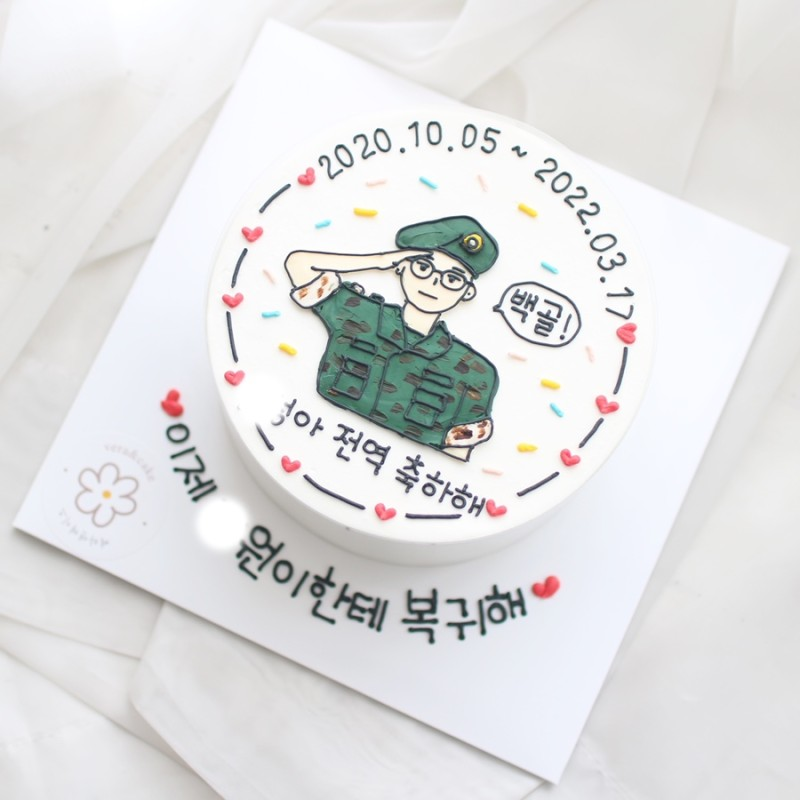 2020.10.05 ~ 2022.03.17
백골!
아 전역 축하해
이제
원이한테 복귀해